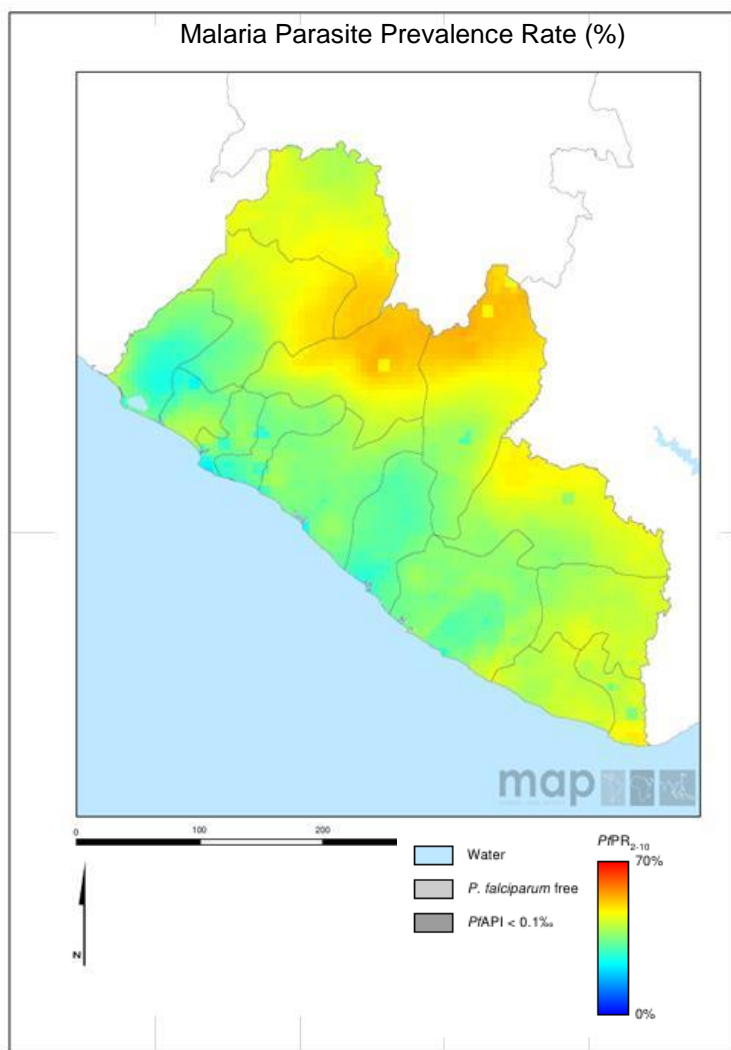 Malaria Parasite Prevalence Rate (%)
map
0 100 200
Water
P. falciparum free
PfAPI < 0.1‰
PfPR2-10
70%
0%
N